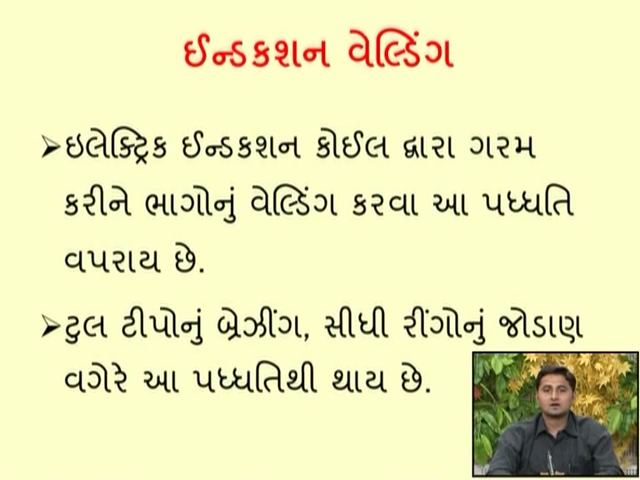 ઈન્ડકશન વેલ્ડિંગ
➢ઇલેક્ટ્રિક ઈન્ડકશન કોઈલ દ્વારા ગરમ
કરીને ભાગોનું વેલ્ડિંગ કરવા આ પધ્ધતિ
વપરાય છે.
➢ટુલ ટીપોનું બ્રેઝીંગ, સીધી રીંગોનું જોડાણ
વગેરે આ પધ્ધતિથી થાય છે.